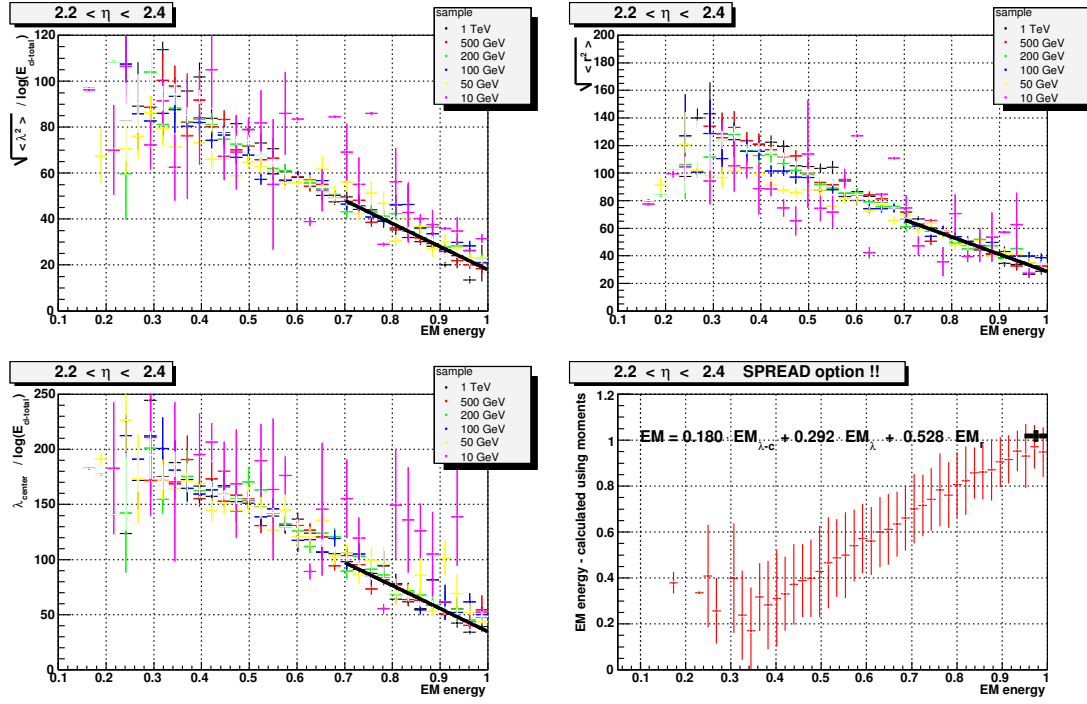 2.2 < η < 2.4
√< λ² > / log(E_cl-total)
sample
1 TeV
500 GeV
200 GeV
100 GeV
50 GeV
10 GeV
120
100
80
60
40
20
0
0.1 0.2 0.3 0.4 0.5 0.6 0.7 0.8 0.9 1
EM energy
2.2 < η < 2.4
√< r² >
sample
1 TeV
500 GeV
200 GeV
100 GeV
50 GeV
10 GeV
200
180
160
140
120
100
80
60
40
20
0
0.1 0.2 0.3 0.4 0.5 0.6 0.7 0.8 0.9 1
EM energy
2.2 < η < 2.4
λ_center / log(E_cl-total)
sample
1 TeV
500 GeV
200 GeV
100 GeV
50 GeV
10 GeV
250
200
150
100
50
0
0.1 0.2 0.3 0.4 0.5 0.6 0.7 0.8 0.9 1
EM energy
2.2 < η < 2.4 SPREAD option !!
EM energy - calculated using moments
EM = 0.180 EM_λ-c + 0.292 EM_λ + 0.528 EM_r
1.2
1
0.8
0.6
0.4
0.2
0
0.1 0.2 0.3 0.4 0.5 0.6 0.7 0.8 0.9 1
EM energy